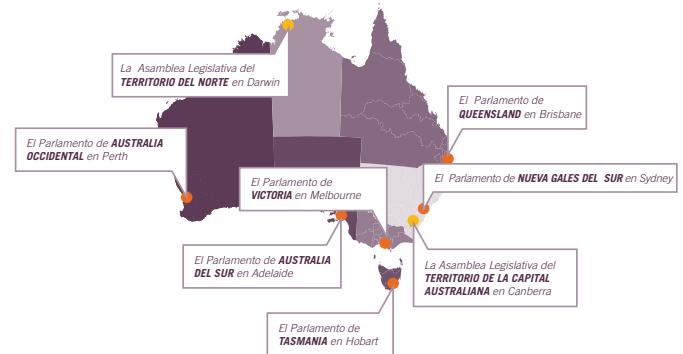 La Asamblea Legislativa del
TERRITORIO DEL NORTE en Darwin
El Parlamento de
QUEENSLAND en Brisbane
El Parlamento de AUSTRALIA
OCCIDENTAL en Perth
El Parlamento de
VICTORIA en Melbourne
El Parlamento de NUEVA GALES DEL SUR en Sydney
El Parlamento de AUSTRALIA
DEL SUR en Adelaide
La Asamblea Legislativa del
TERRITORIO DE LA CAPITAL
AUSTRALIANA en Canberra
El Parlamento de
TASMANIA en Hobart